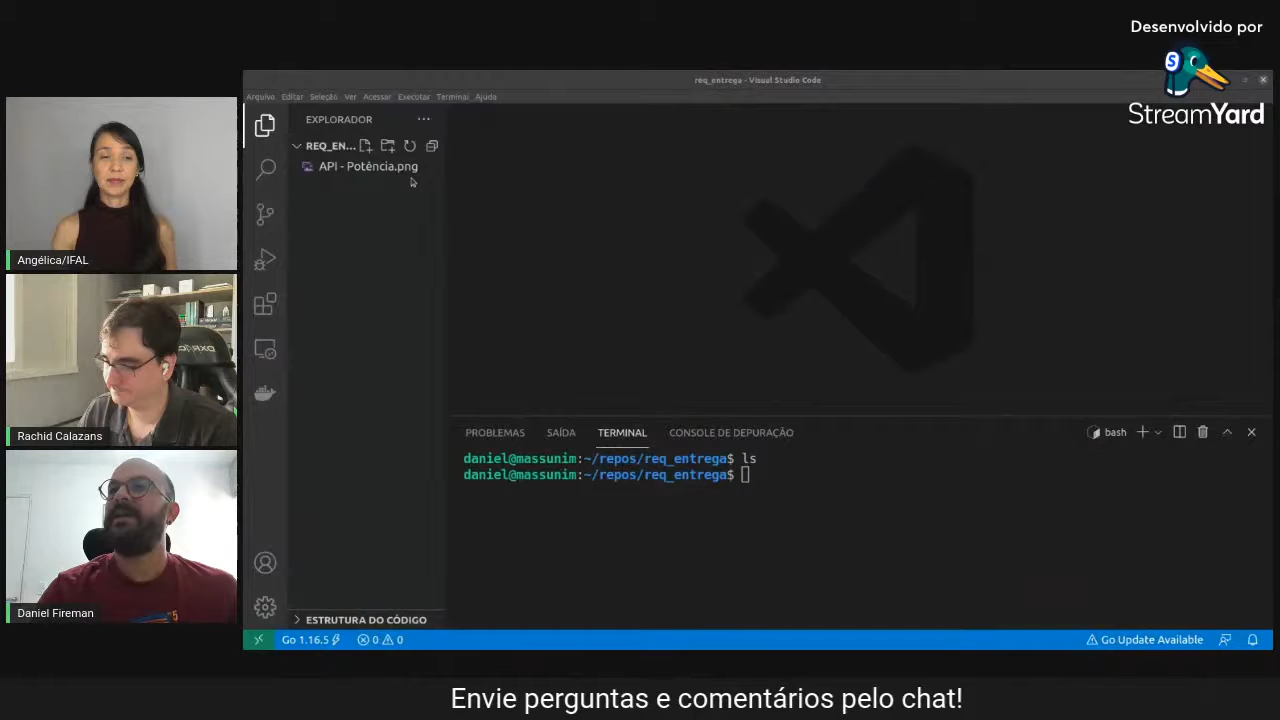 Desenvolvido por
StreamYard
req_entrega - Visual Studio Code
Arquivo Editar Seleção Ver Acessar Executar Terminal Ajuda
EXPLORADOR
REQ_EN...
API - Potência.png
Angélica/IFAL
Rachid Calazans
Daniel Fireman
PROBLEMAS SAÍDA TERMINAL CONSOLE DE DEPURAÇÃO bash
daniel@massunim:~/repos/req_entrega$ ls
daniel@massunim:~/repos/req_entrega$
ESTRUTURA DO CÓDIGO
Go 1.16.5 0 0 Go Update Available
Envie perguntas e comentários pelo chat!